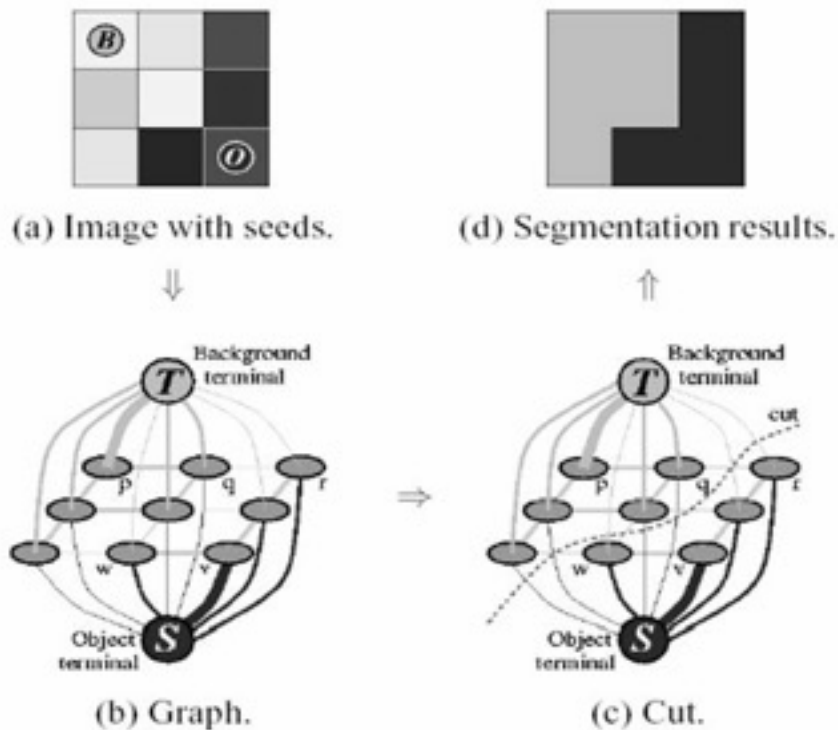 B
O
(a) Image with seeds.
(d) Segmentation results.
⇓
⇑
Background
terminal
T
p
q
r
w
v
Object
terminal
S
(b) Graph.
⇒
Background
terminal
T
cut
p
q
r
w
v
Object
terminal
S
(c) Cut.